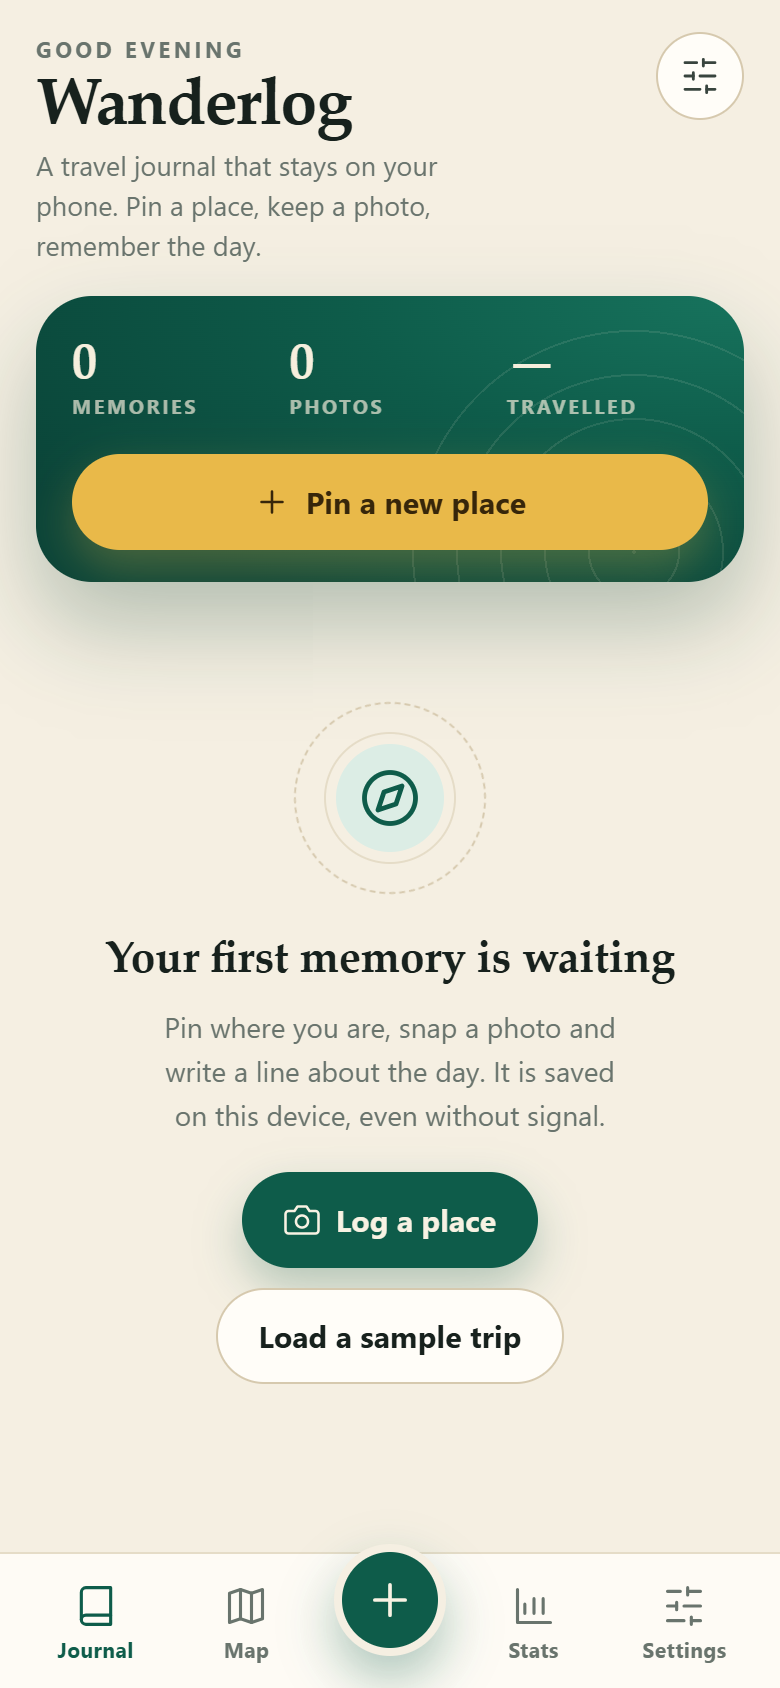 GOOD EVENING
Wanderlog
A travel journal that stays on your
phone. Pin a place, keep a photo,
remember the day.
0
MEMORIES
0
PHOTOS
—
TRAVELLED
Pin a new place
Your first memory is waiting
Pin where you are, snap a photo and
write a line about the day. It is saved
on this device, even without signal.
Log a place
Load a sample trip
Journal
Map
Stats
Settings